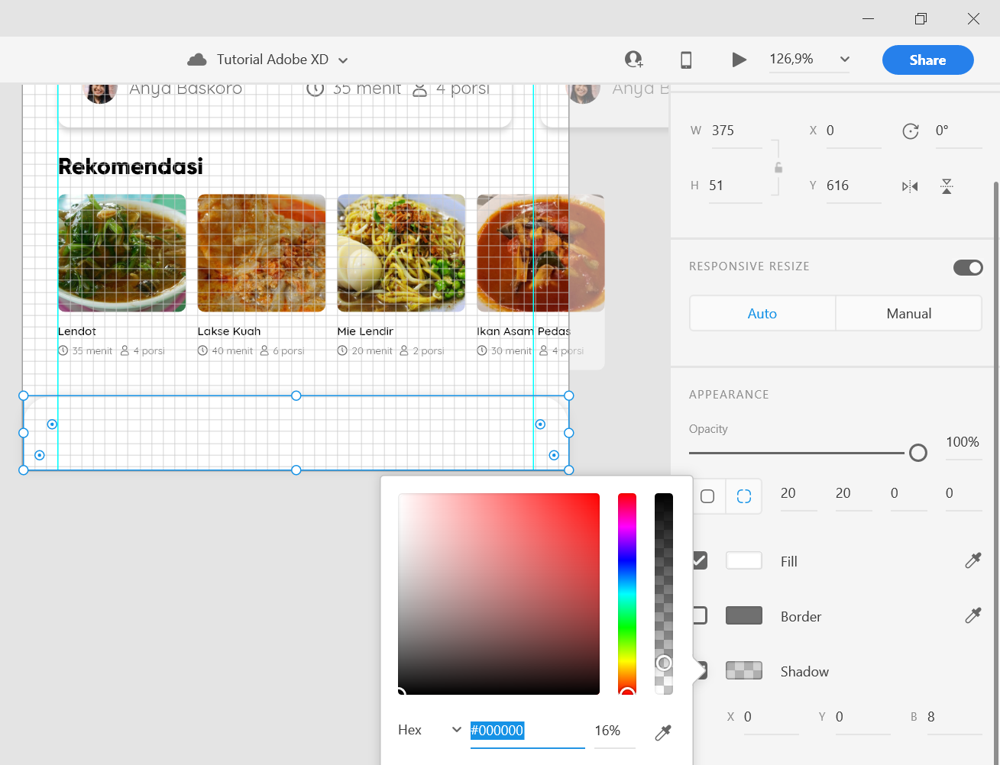 Tutorial Adobe XD
126,9%
Share
Anya Baskoro 35 menit 4 porsi
Anya B
Rekomendasi
Lendot
35 menit 4 porsi
Lakse Kuah
40 menit 6 porsi
Mie Lendir
20 menit 2 porsi
Ikan Asam Pedas
30 menit 4 porsi
W 375 X 0 0°
H 51 Y 616
RESPONSIVE RESIZE
Auto Manual
APPEARANCE
Opacity
100%
20 20 0 0
Fill
Border
Shadow
X 0 Y 0 B 8
Hex #000000 16%